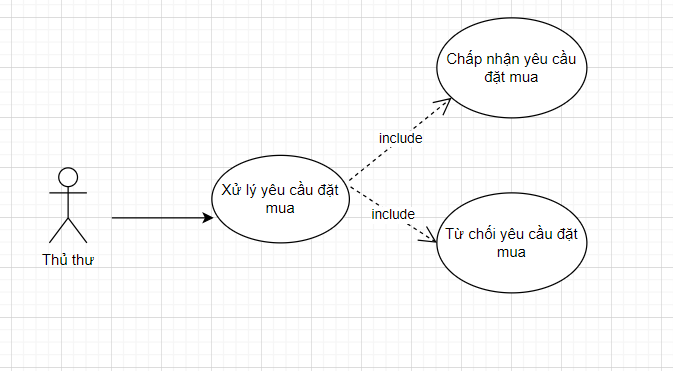 Chấp nhận yêu cầu
đặt mua
include
Xử lý yêu cầu đặt
mua
include
Từ chối yêu cầu đặt
mua
Thủ thư